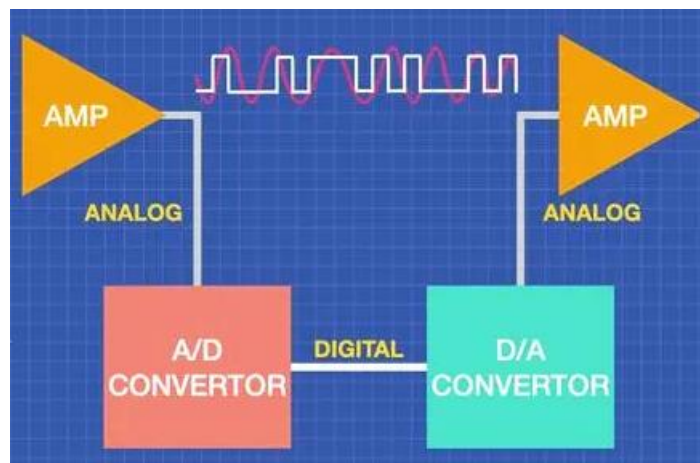 AMP
AMP
ANALOG
ANALOG
A/D
CONVERTOR
DIGITAL
D/A
CONVERTOR